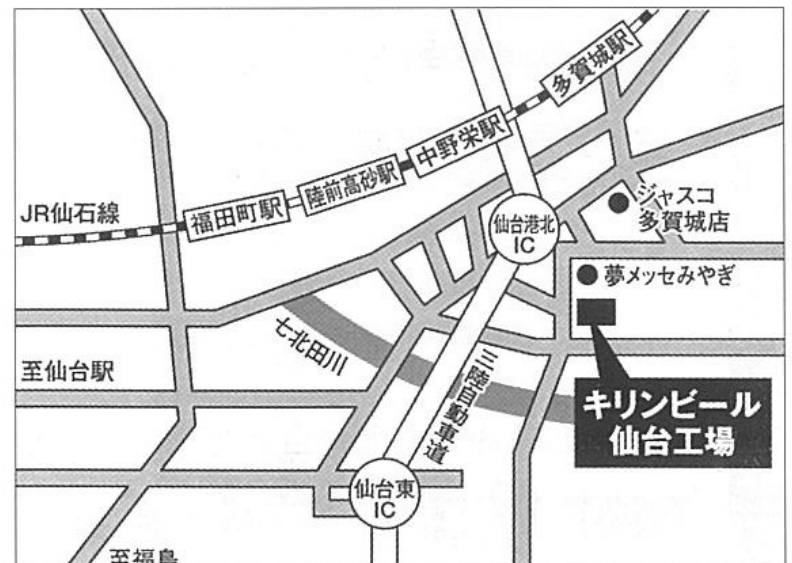 多賀城駅
中野栄駅
陸前高砂駅
福田町駅
JR仙石線
仙台港北
IC
ジャスコ
多賀城店
夢メッセみやぎ
七北田川
至仙台駅
三陸自動車道
キリンビール
仙台工場
仙台東
IC
至福島